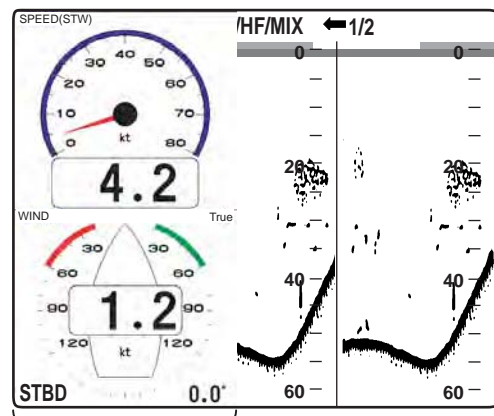 SPEED(STW)
0 10 20 30 40 50 60 70 80
kt
4.2
WIND True
90 60 30 30 60 90
1.2
120 kt 120
STBD 0.0°
/HF/MIX ⬅1/2
0 0
20 20
40 40
60 60